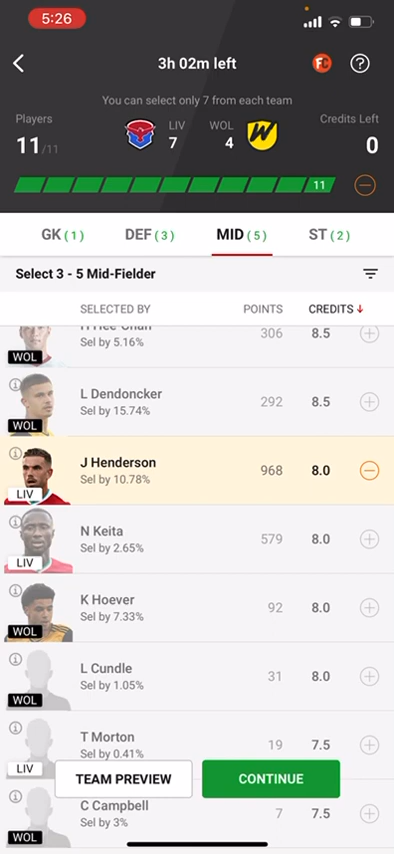 5:26
3h 02m left
FC
?
You can select only 7 from each team
Players
LIV
WOL
Credits Left
11/11
7
4
0
11
GK (1)
DEF (3)
MID (5)
ST (2)
Select 3 - 5 Mid-Fielder
SELECTED BY
POINTS
CREDITS ↓
H Hee Chan
306
8.5
Sel by 5.16%
WOL
L Dendoncker
292
8.5
Sel by 15.74%
WOL
J Henderson
968
8.0
Sel by 10.78%
LIV
N Keita
579
8.0
Sel by 2.65%
LIV
K Hoever
92
8.0
Sel by 7.33%
WOL
L Cundle
31
8.0
Sel by 1.05%
WOL
T Morton
19
7.5
Sel by 0.41%
LIV
TEAM PREVIEW
CONTINUE
C Campbell
7
7.5
Sel by 3%
WOL